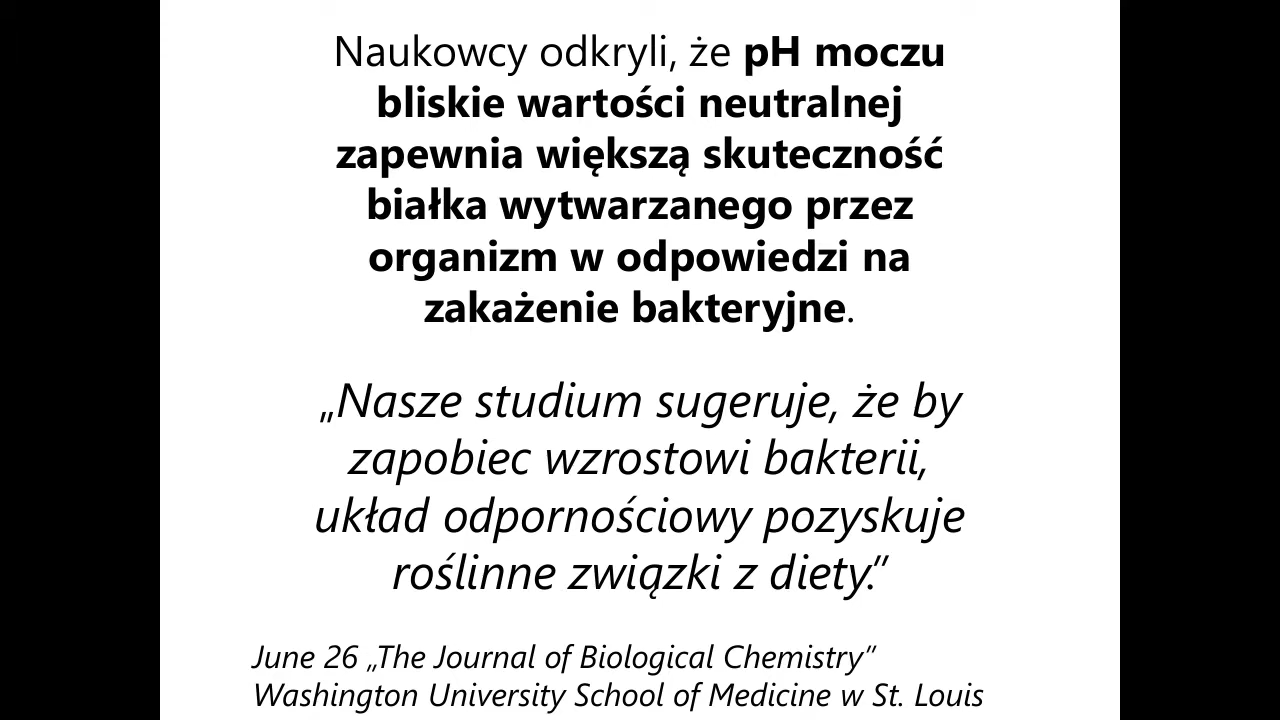 Naukowcy odkryli, że pH moczu
bliskie wartości neutralnej
zapewnia większą skuteczność
białka wytwarzanego przez
organizm w odpowiedzi na
zakażenie bakteryjne.
„Nasze studium sugeruje, że by
zapobiec wzrostowi bakterii,
układ odpornościowy pozyskuje
roślinne związki z diety.”
June 26 „The Journal of Biological Chemistry”
Washington University School of Medicine w St. Louis